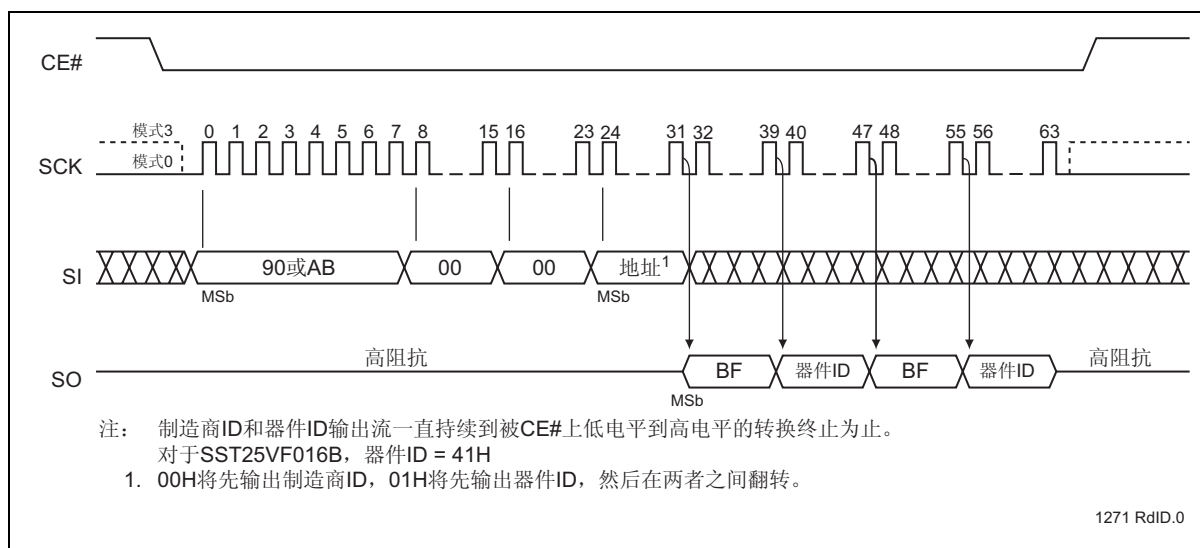 CE#
模式3 0 1 2 3 4 5 6 7 8 15 16 23 24 31 32 39 40 47 48 55 56 63
SCK 模式0
SI 90或AB 00 00 地址1
MSb MSb
高阻抗 高阻抗
SO BF 器件ID BF 器件ID
MSb
注: 制造商ID和器件ID输出流一直持续到被CE#上低电平到高电平的转换终止为止。
对于SST25VF016B，器件ID = 41H
1. 00H将先输出制造商ID，01H将先输出器件ID，然后在两者之间翻转。
1271 RdID.0